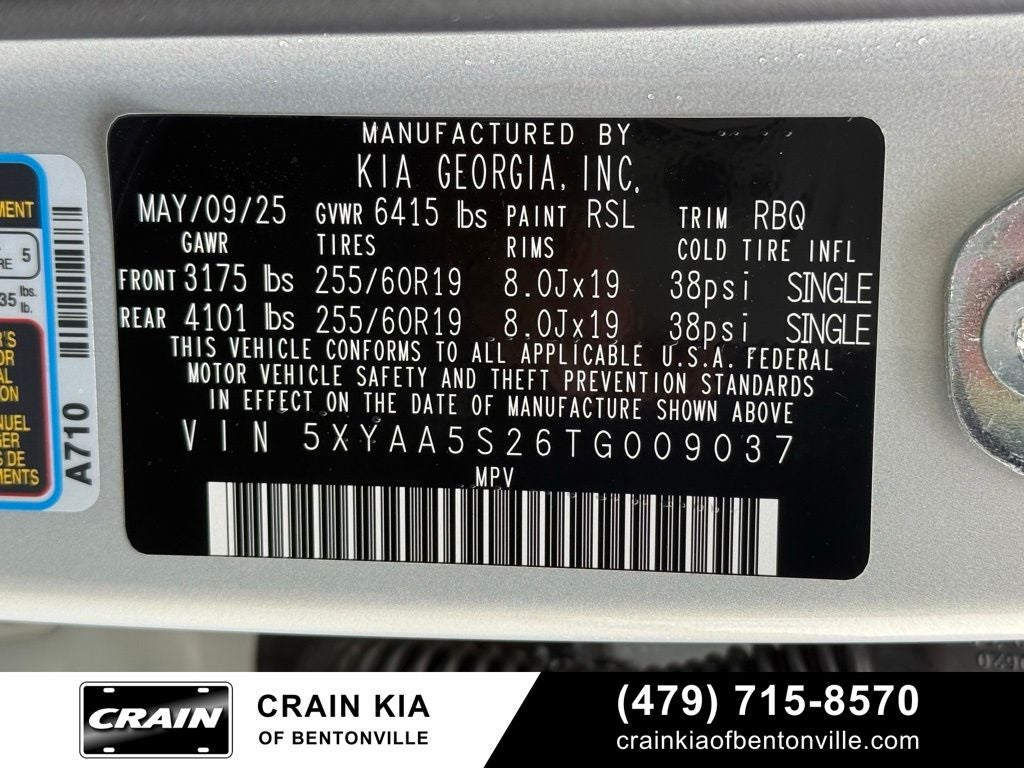 MANUFACTURED BY
KIA GEORGIA, INC.
MAY/09/25 GVWR 6415 lbs PAINT RSL TRIM RBQ
GAWR TIRES RIMS COLD TIRE INFL
FRONT 3175 lbs 255/60R19 8.0Jx19 38psi SINGLE
REAR 4101 lbs 255/60R19 8.0Jx19 38psi SINGLE
THIS VEHICLE CONFORMS TO ALL APPLICABLE U.S.A. FEDERAL
MOTOR VEHICLE SAFETY AND THEFT PREVENTION STANDARDS
IN EFFECT ON THE DATE OF MANUFACTURE SHOWN ABOVE
VIN 5XYAA5S26TG009037
MPV
5
lbs.
35 lb.
A710
CRAIN
CRAIN KIA
OF BENTONVILLE
(479) 715-8570
crainkiaofbentonville.com